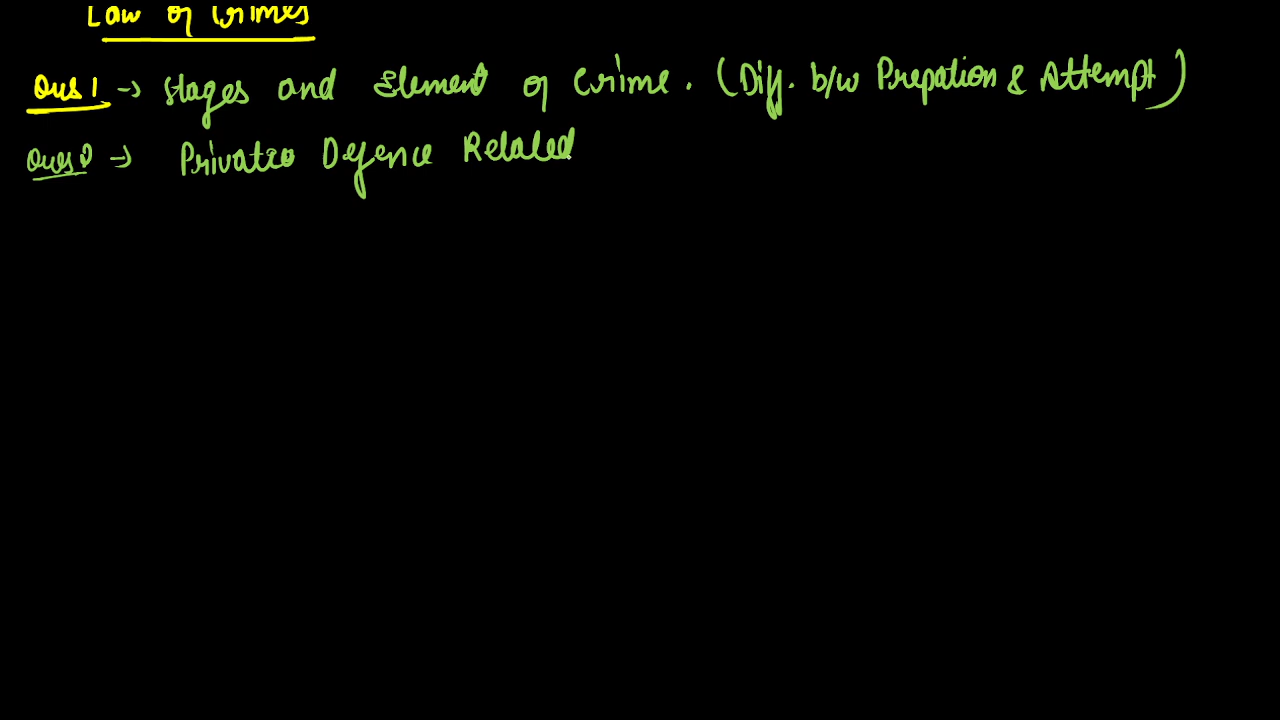 Law of Crimes
Ques 1 → Stages and Element of Crime. (Diff. b/w Prepation & Attempt)
Ques 2 → Private Defence Related